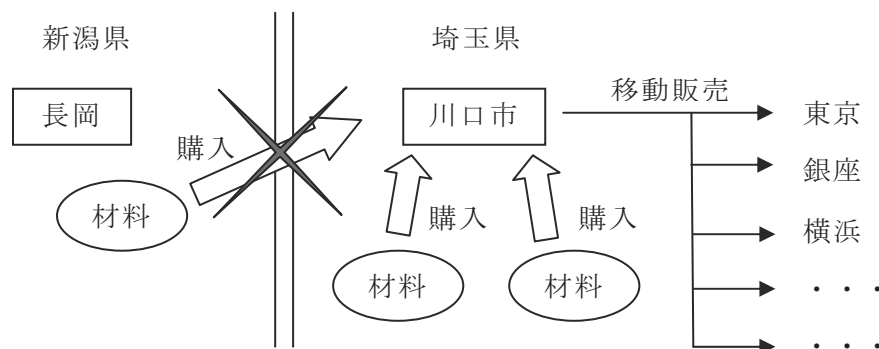 新潟県
埼玉県
長岡
川口市
移動販売
東京
購入
銀座
材料
購入
購入
横浜
材料
材料
・・・
・・・